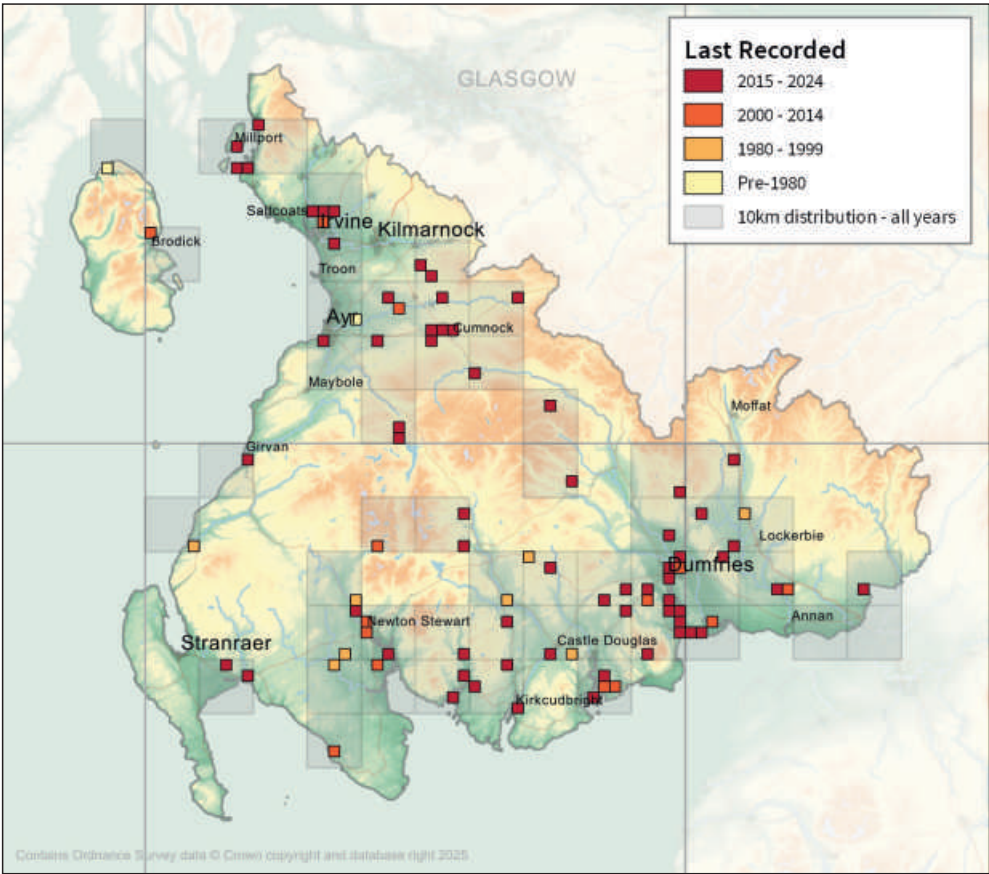 GLASGOW
Last Recorded
2015 - 2024
2000 - 2014
1980 - 1999
Pre-1980
10km distribution - all years
Millport
Saltcoats
Irvine
Kilmarnock
Brodick
Troon
Ayr
Cumnock
Maybole
Moffat
Girvan
Lockerbie
Dumfries
Annan
Newton Stewart
Stranraer
Castle Douglas
Kirkcudbright
Contains Ordnance Survey data © Crown copyright and database right 2025